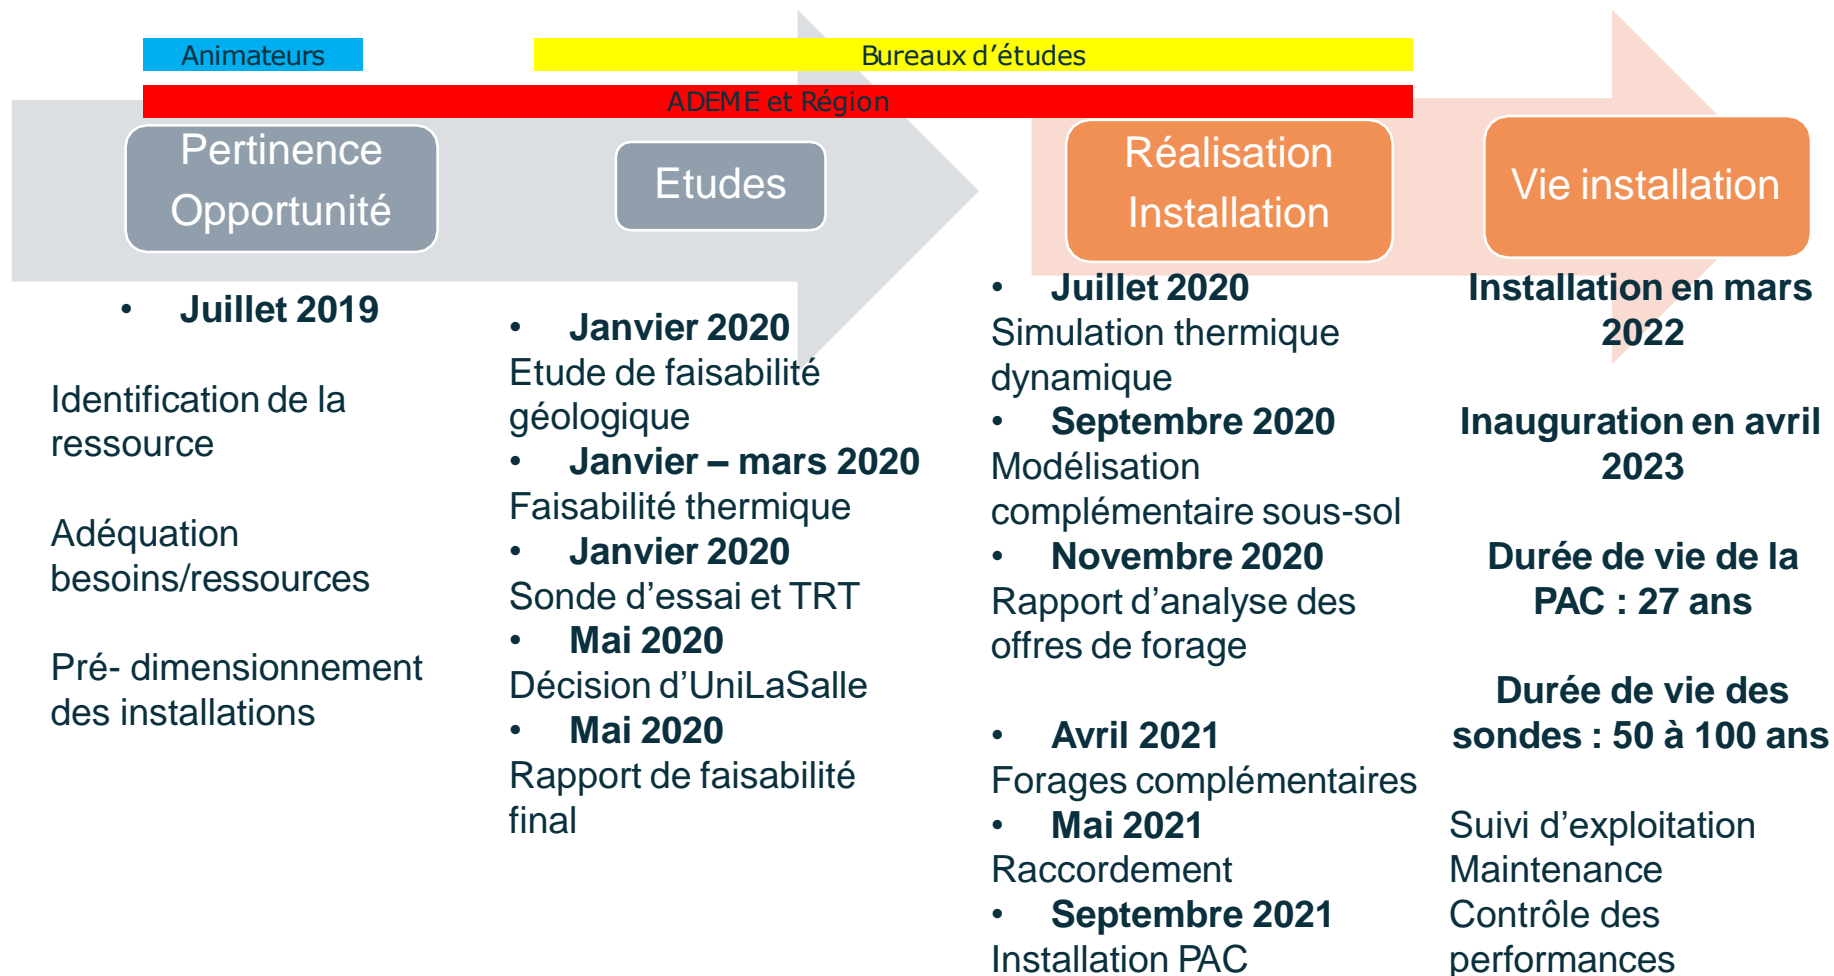 Animateurs
Bureaux d’études
ADEME et Région
Pertinence
Opportunité
Etudes
Réalisation
Installation
Vie installation
• Juillet 2019
Identification de la
ressource
Adéquation
besoins/ressources
Pré- dimensionnement
des installations
• Janvier 2020
Etude de faisabilité
géologique
• Janvier – mars 2020
Faisabilité thermique
• Janvier 2020
Sonde d’essai et TRT
• Mai 2020
Décision d’UniLaSalle
• Mai 2020
Rapport de faisabilité
final
• Juillet 2020
Simulation thermique
dynamique
• Septembre 2020
Modélisation
complémentaire sous-sol
• Novembre 2020
Rapport d’analyse des
offres de forage
• Avril 2021
Forages complémentaires
• Mai 2021
Raccordement
• Septembre 2021
Installation PAC
Installation en mars
2022
Inauguration en avril
2023
Durée de vie de la
PAC : 27 ans
Durée de vie des
sondes : 50 à 100 ans
Suivi d’exploitation
Maintenance
Contrôle des
performances